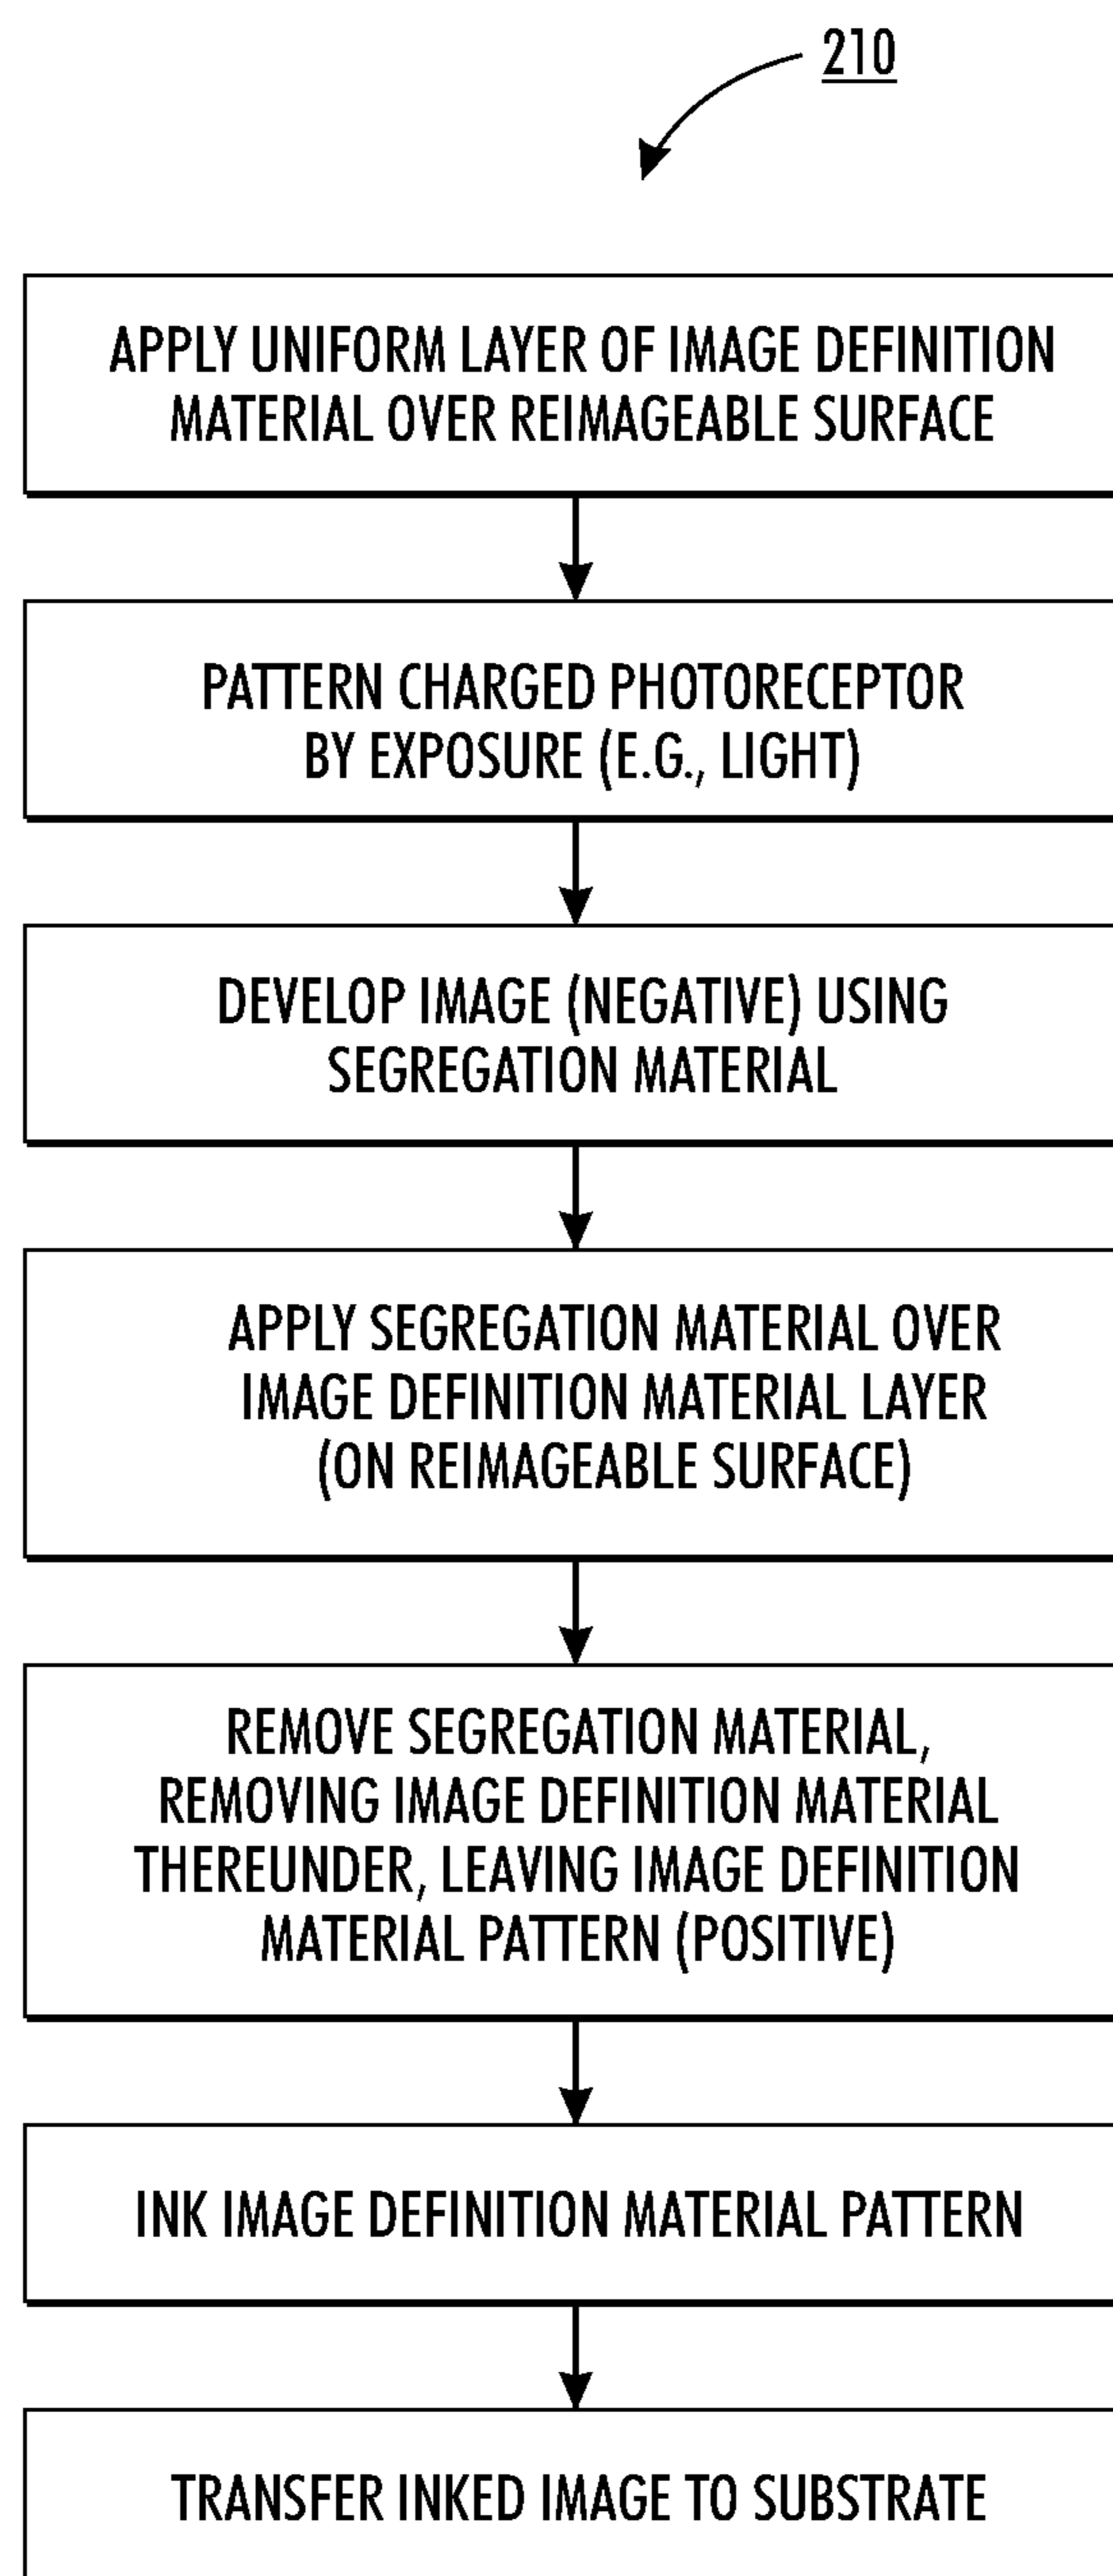 210
APPLY UNIFORM LAYER OF IMAGE DEFINITION
MATERIAL OVER REIMAGEABLE SURFACE
PATTERN CHARGED PHOTORECEPTOR
BY EXPOSURE (E.G., LIGHT)
DEVELOP IMAGE (NEGATIVE) USING
SEGREGATION MATERIAL
APPLY SEGREGATION MATERIAL OVER
IMAGE DEFINITION MATERIAL LAYER
(ON REIMAGEABLE SURFACE)
REMOVE SEGREGATION MATERIAL,
REMOVING IMAGE DEFINITION MATERIAL
THEREUNDER, LEAVING IMAGE DEFINITION
MATERIAL PATTERN (POSITIVE)
INK IMAGE DEFINITION MATERIAL PATTERN
TRANSFER INKED IMAGE TO SUBSTRATE